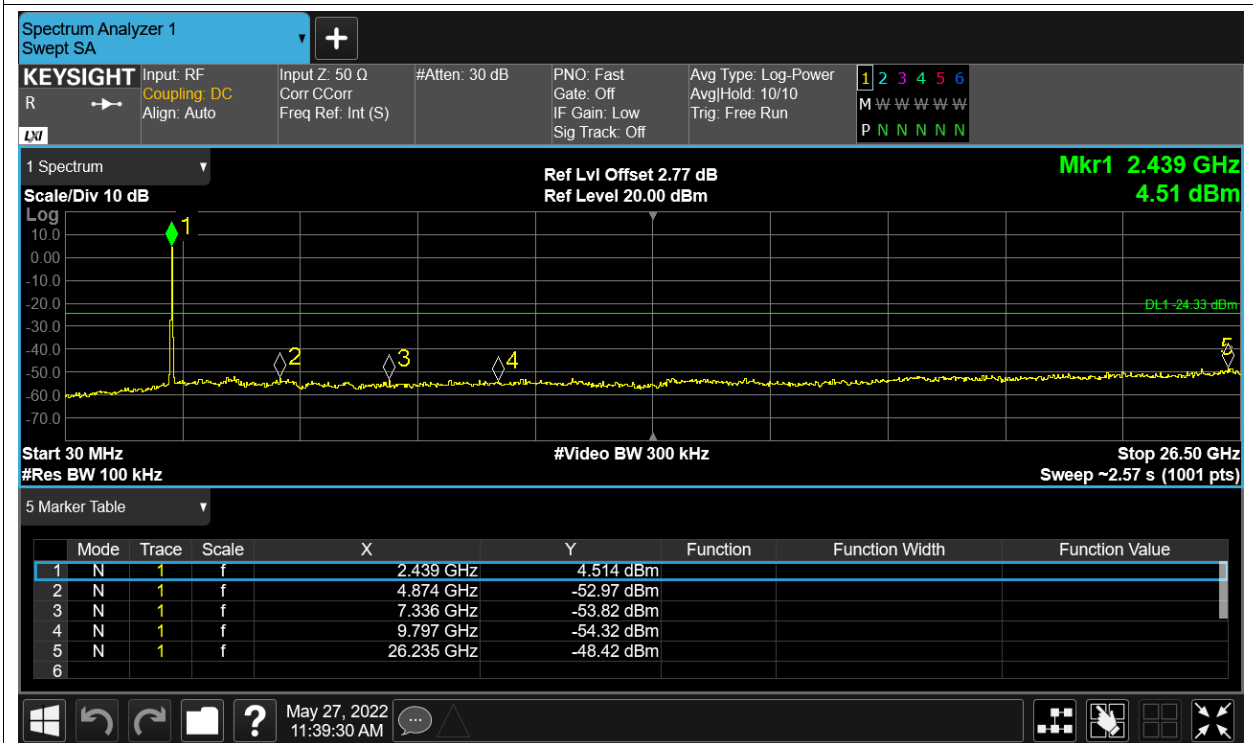 Spectrum Analyzer 1
Swept SA
+
KEYSIGHT Input: RF Input Z: 50 Ω #Atten: 30 dB PNO: Fast Avg Type: Log-Power 1 2 3 4 5 6
R Coupling: DC Corr CCorr Gate: Off Avg|Hold: 10/10 M W W W W W W
Align: Auto Freq Ref: Int (S) IF Gain: Low Trig: Free Run
LXI Sig Track: Off P N N N N N N
1 Spectrum Ref Lvl Offset 2.77 dB Mkr1 2.439 GHz
Scale/Div 10 dB Ref Level 20.00 dBm 4.51 dBm
Log
1
10.0
0.00
-10.0
-20.0 DL1 -24.33 dBm
-30.0
-40.0 2 3 4 5
-50.0
-60.0
-70.0
Start 30 MHz #Video BW 300 kHz Stop 26.50 GHz
#Res BW 100 kHz Sweep ~2.57 s (1001 pts)
5 Marker Table
Mode Trace Scale X Y Function Function Width Function Value
1 N 1 f 2.439 GHz 4.514 dBm
2 N 1 f 4.874 GHz -52.97 dBm
3 N 1 f 7.336 GHz -53.82 dBm
4 N 1 f 9.797 GHz -54.32 dBm
5 N 1 f 26.235 GHz -48.42 dBm
6
? May 27, 2022
11:39:30 AM